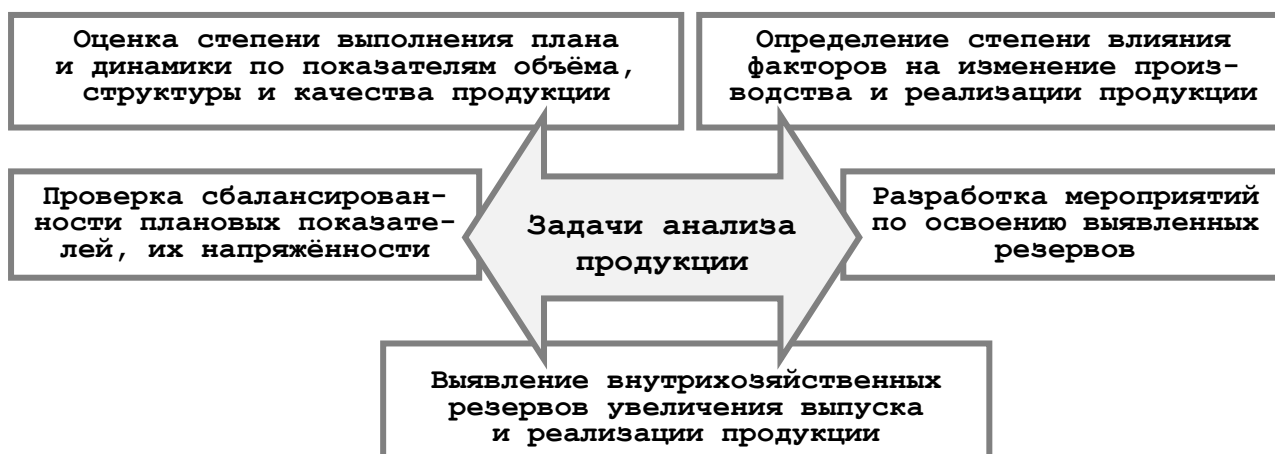 Оценка степени выполнения плана
и динамики по показателям объёма,
структуры и качества продукции
Определение степени влияния
факторов на изменение произ-
водства и реализации продукции
Проверка сбалансирован-
ности плановых показате-
лей, их напряжённости
Задачи анализа
продукции
Разработка мероприятий
по освоению выявленных
резервов
Выявление внутрихозяйственных
резервов увеличения выпуска
и реализации продукции